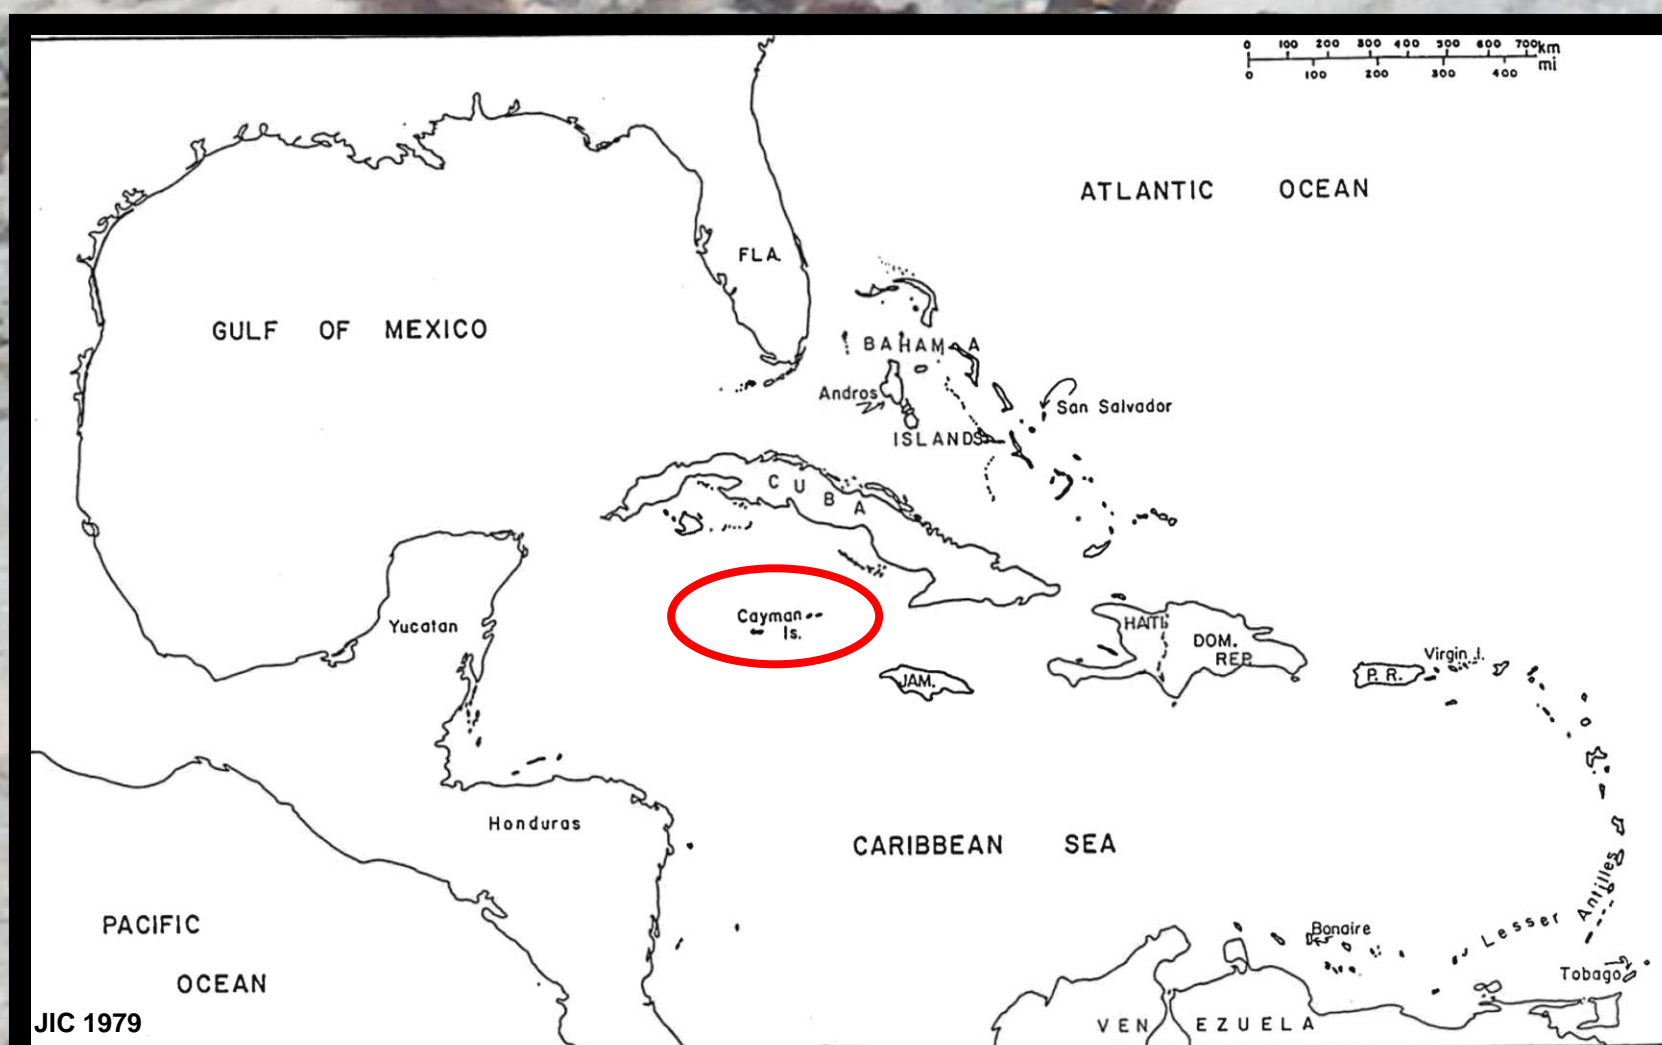 0 100 200 300 400 500 600 700km
mi
0 100 200 300 400
ATLANTIC OCEAN
FLA.
GULF OF MEXICO
BAHAMA
Andros
San Salvador
ISLANDS
CUBA
Cayman
Is.
Yucatan
HAITI
DOM.
REP.
Virgin I.
P. R.
JAM.
Honduras
CARIBBEAN SEA
PACIFIC
OCEAN
Lesser Antilles
Bonaire
Tobago
VENEZUELA
JIC 1979